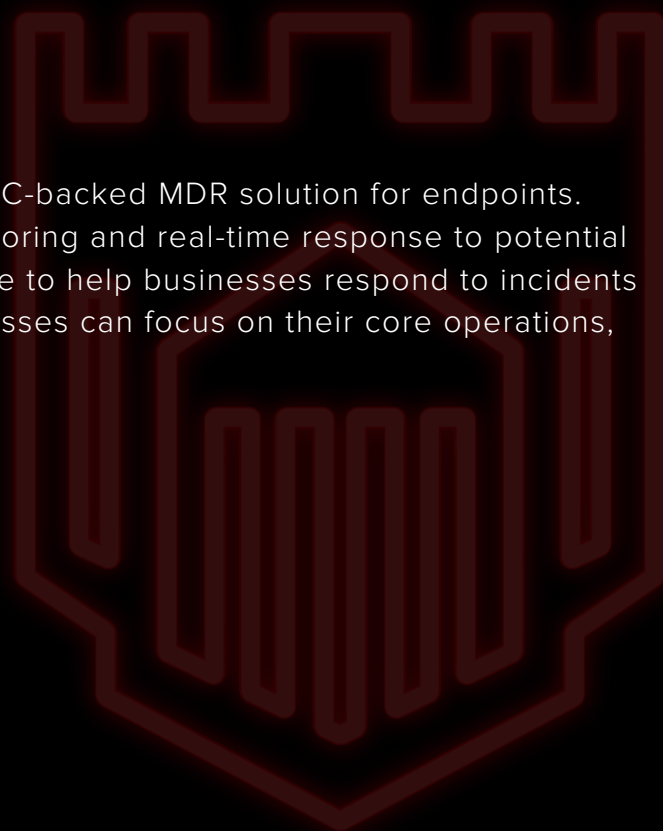 C-backed MDR solution for endpoints.
oring and real-time response to potential
e to help businesses respond to incidents
sses can focus on their core operations,